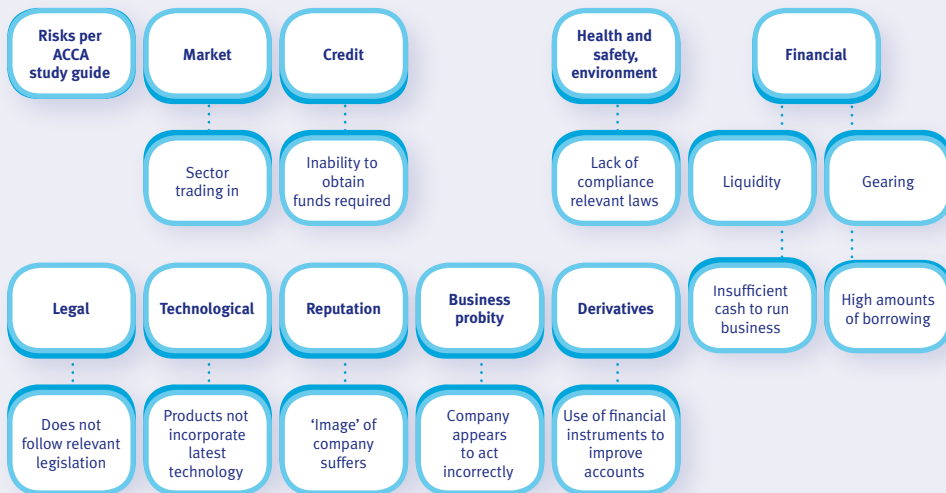 Risks per
ACCA
study guide
Market
Credit
Health and
safety,
environment
Financial
Sector
trading in
Inability to
obtain
funds required
Lack of
compliance
relevant laws
Liquidity
Gearing
Legal
Technological
Reputation
Business
probity
Derivatives
Insufficient
cash to run
business
High amounts
of borrowing
Does not
follow relevant
legislation
Products not
incorporate
latest
technology
‘Image’ of
company
suffers
Company
appears
to act
incorrectly
Use of financial
instruments to
improve
accounts